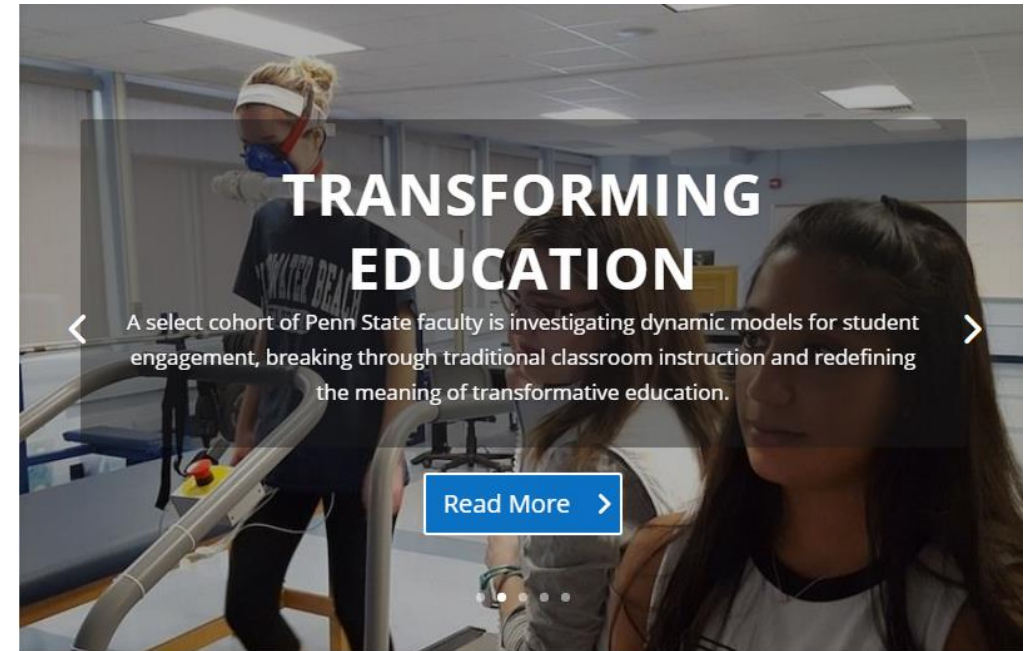 TRANSFORMING
EDUCATION
A select cohort of Penn State faculty is investigating dynamic models for student
engagement, breaking through traditional classroom instruction and redefining
the meaning of transformative education.
Read More